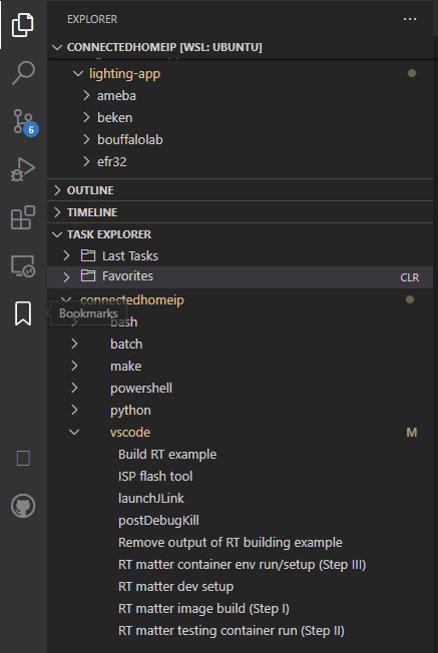 EXPLORER
CONNECTEDHOMEIP [WSL: UBUNTU]
lighting-app
ameba
beken
bouffalolab
efr32
6
OUTLINE
TIMELINE
TASK EXPLORER
Last Tasks
Favorites CLR
connectedhomeip
Bookmarks
bash
batch
make
powershell
python
vscode M
Build RT example
ISP flash tool
launchJLink
postDebugKill
Remove output of RT building example
RT matter container env run/setup (Step III)
RT matter dev setup
RT matter image build (Step I)
RT matter testing container run (Step II)